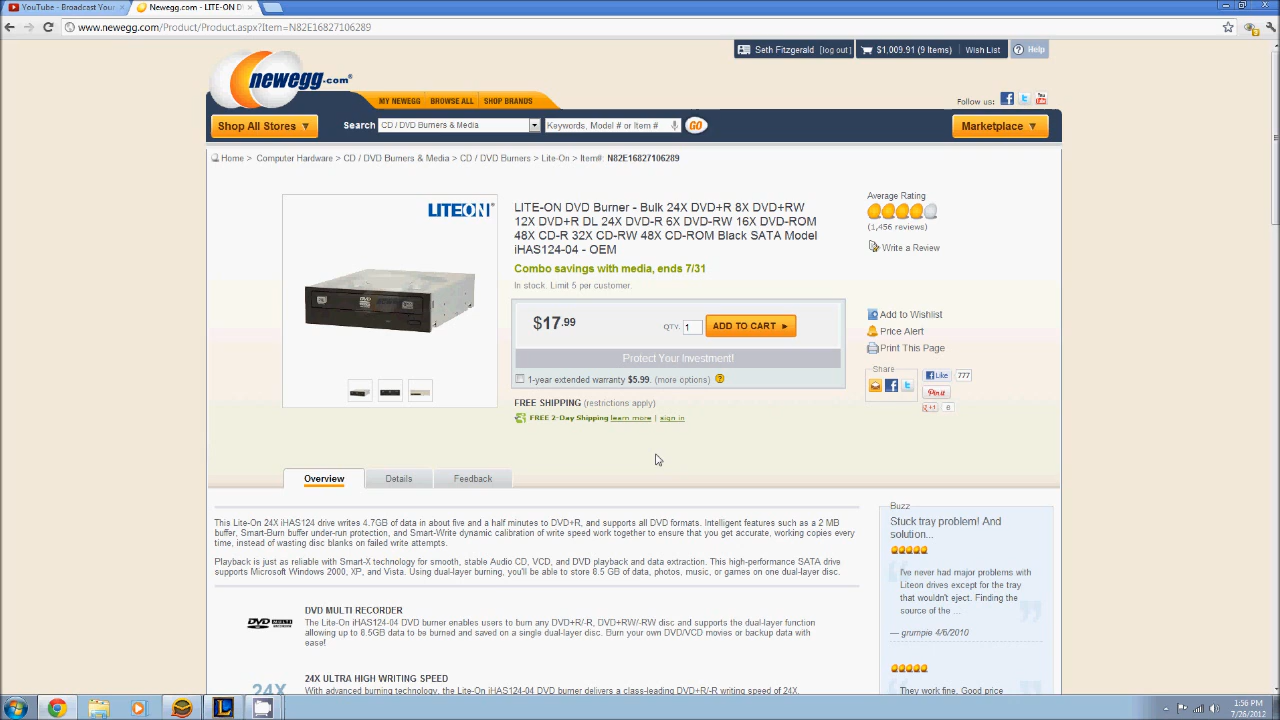 YouTube - Broadcast Your
Newegg.com - LITE-ON D
www.newegg.com/Product/Product.aspx?Item=N82E16827106289
Seth Fitzgerald [log out]
$1,009.91 (9 Items)
Wish List
Help
newegg.com
MY NEWEGG
BROWSE ALL
SHOP BRANDS
Follow us:
Shop All Stores
Search
CD / DVD Burners & Media
Keywords, Model # or Item #
GO
Marketplace
Home > Computer Hardware > CD / DVD Burners & Media > CD / DVD Burners > Lite-On > Item#: N82E16827106289
LITEON
LITE-ON DVD Burner - Bulk 24X DVD+R 8X DVD+RW
12X DVD+R DL 24X DVD-R 6X DVD-RW 16X DVD-ROM
48X CD-R 32X CD-RW 48X CD-ROM Black SATA Model
iHAS124-04 - OEM
Combo savings with media, ends 7/31
In stock. Limit 5 per customer.
$17.99
QTY. 1
ADD TO CART
Protect Your Investment!
1-year extended warranty $5.99 (more options)
FREE SHIPPING (restrictions apply)
FREE 2-Day Shipping learn more | sign in
Average Rating
(1,456 reviews)
Write a Review
Add to Wishlist
Price Alert
Print This Page
Share
Like 777
Pin it
+1 6
Overview
Details
Feedback
This Lite-On 24X iHAS124 drive writes 4.7GB of data in about five and a half minutes to DVD+R, and supports all DVD formats. Intelligent features such as a 2 MB
buffer, Smart-Burn buffer under-run protection, and Smart-Write dynamic calibration of write speed work together to ensure that you get accurate, working copies every
time, instead of wasting disc blanks on failed write attempts.
Playback is just as reliable with Smart-X technology for smooth, stable Audio CD, VCD, and DVD playback and data extraction. This high-performance SATA drive
supports Microsoft Windows 2000, XP, and Vista. Using dual-layer burning, you'll be able to store 8.5 GB of data, photos, music, or games on one dual-layer disc.
DVD MULTI RECORDER
The Lite-On iHAS124-04 DVD burner enables users to burn any DVD+R/-R, DVD+RW/-RW disc and supports the dual-layer function
allowing up to 8.5GB data to be burned and saved on a single dual-layer disc. Burn your own DVD/VCD movies or backup data with
ease!
24X
24X ULTRA HIGH WRITING SPEED
With advanced burning technology, the Lite-On iHAS124-04 DVD burner delivers a class-leading DVD+R/-R writing speed of 24X.
Buzz
Stuck tray problem! And
solution...
I've never had major problems with
Liteon drives except for the tray
that wouldn't eject. Finding the
source of the ...
— grumpie 4/6/2010
They work fine. Good price
1:56 PM
7/26/2012